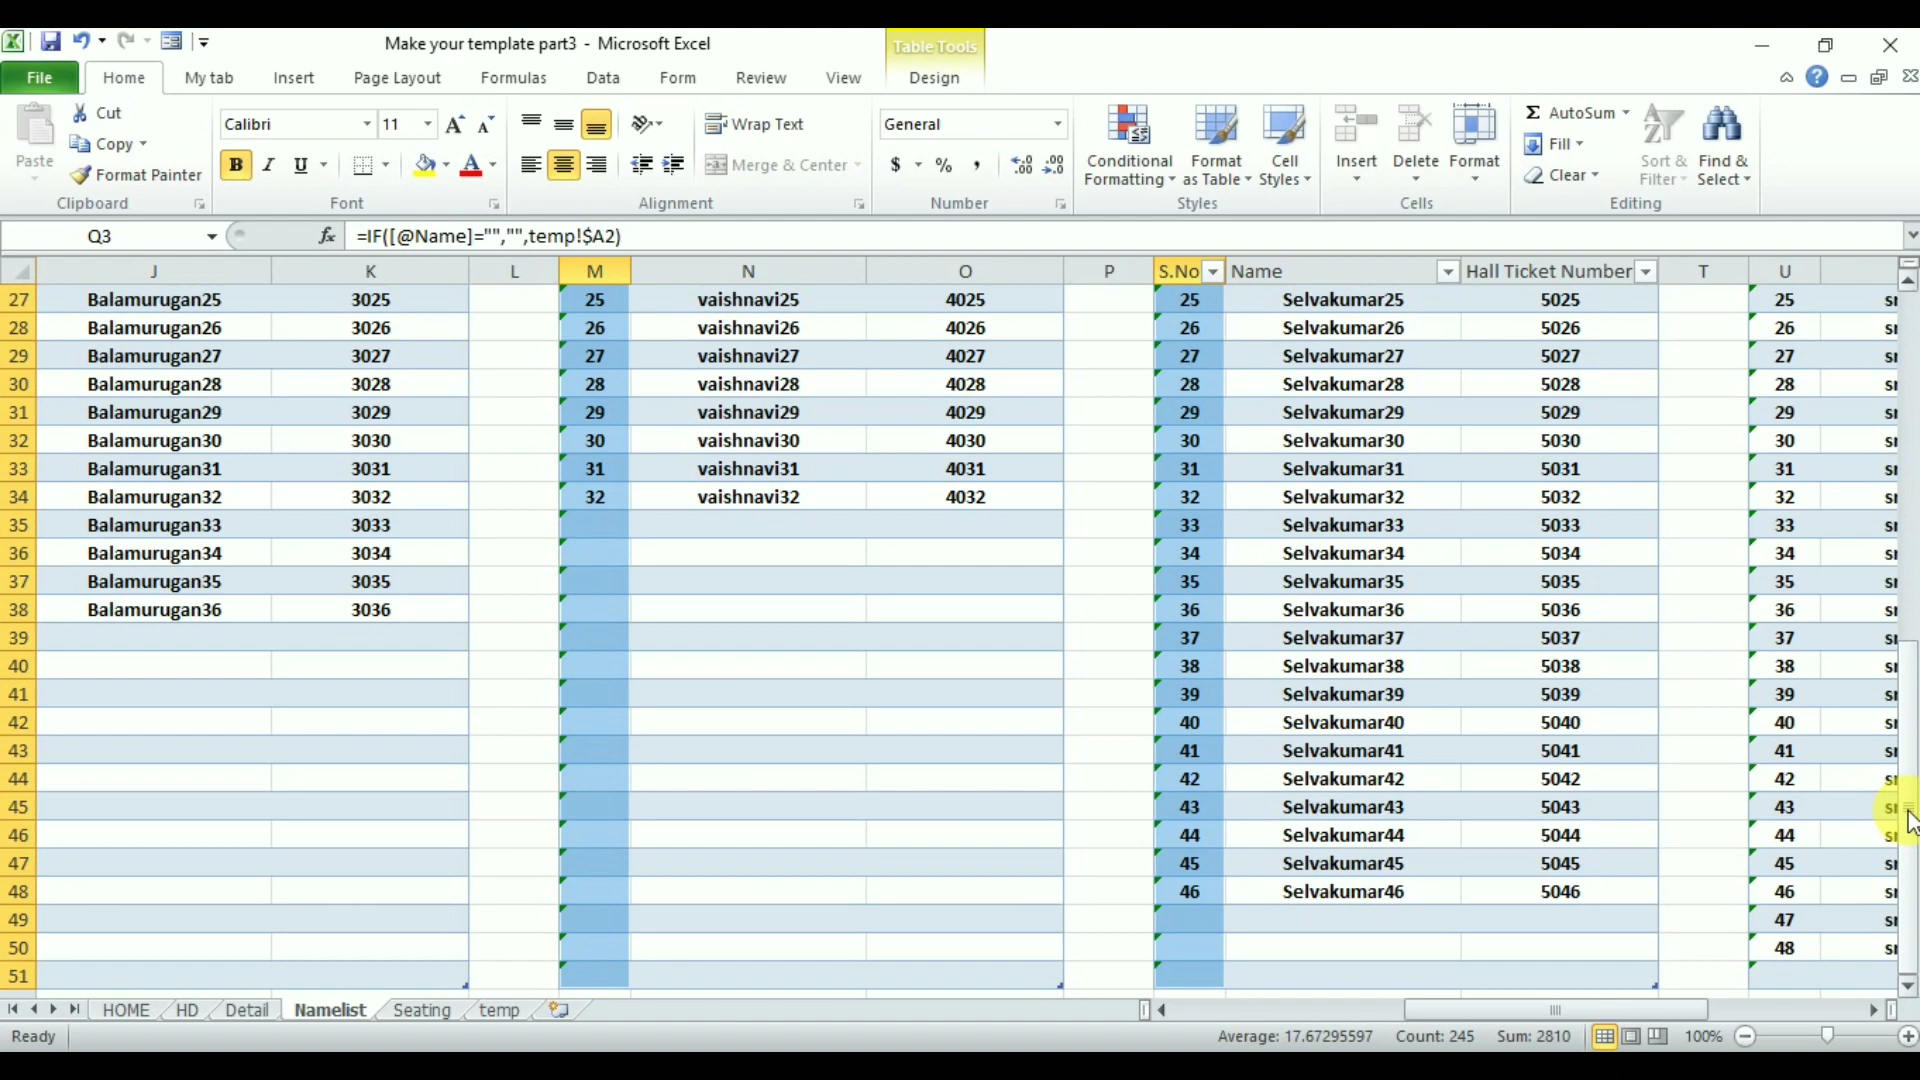 Make your template part3 - Microsoft Excel
Table Tools
File Home My tab Insert Page Layout Formulas Data Form Review View Design
Paste
Cut
Copy
Format Painter
Clipboard
Calibri 11
B I U A
Font
Wrap Text
Merge & Center
Alignment
General
$ % ,
Number
Conditional Formatting
Format as Table
Cell Styles
Styles
Insert Delete Format
Cells
Σ AutoSum
Fill
Clear
Sort & Filter
Find & Select
Editing
Q3 fx =IF([@Name]="","",temp!$A2)
J K L M N O P S.No Name Hall Ticket Number T U
27 Balamurugan25 3025 25 vaishnavi25 4025 25 Selvakumar25 5025 25
28 Balamurugan26 3026 26 vaishnavi26 4026 26 Selvakumar26 5026 26
29 Balamurugan27 3027 27 vaishnavi27 4027 27 Selvakumar27 5027 27
30 Balamurugan28 3028 28 vaishnavi28 4028 28 Selvakumar28 5028 28
31 Balamurugan29 3029 29 vaishnavi29 4029 29 Selvakumar29 5029 29
32 Balamurugan30 3030 30 vaishnavi30 4030 30 Selvakumar30 5030 30
33 Balamurugan31 3031 31 vaishnavi31 4031 31 Selvakumar31 5031 31
34 Balamurugan32 3032 32 vaishnavi32 4032 32 Selvakumar32 5032 32
35 Balamurugan33 3033 33 Selvakumar33 5033 33
36 Balamurugan34 3034 34 Selvakumar34 5034 34
37 Balamurugan35 3035 35 Selvakumar35 5035 35
38 Balamurugan36 3036 36 Selvakumar36 5036 36
39 37 Selvakumar37 5037 37
40 38 Selvakumar38 5038 38
41 39 Selvakumar39 5039 39
42 40 Selvakumar40 5040 40
43 41 Selvakumar41 5041 41
44 42 Selvakumar42 5042 42
45 43 Selvakumar43 5043 43
46 44 Selvakumar44 5044 44
47 45 Selvakumar45 5045 45
48 46 Selvakumar46 5046 46
49 47
50 48
51
HOME HD Detail Namelist Seating temp
Ready Average: 17.67295597 Count: 245 Sum: 2810 100%